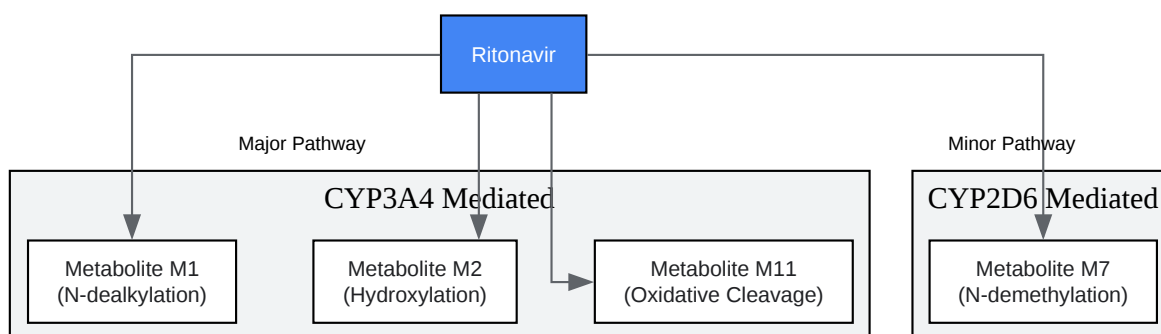 Ritonavir
Major Pathway
Minor Pathway
CYP3A4 Mediated
CYP2D6 Mediated
Metabolite M1
(N-dealkylation)
Metabolite M2
(Hydroxylation)
Metabolite M11
(Oxidative Cleavage)
Metabolite M7
(N-demethylation)